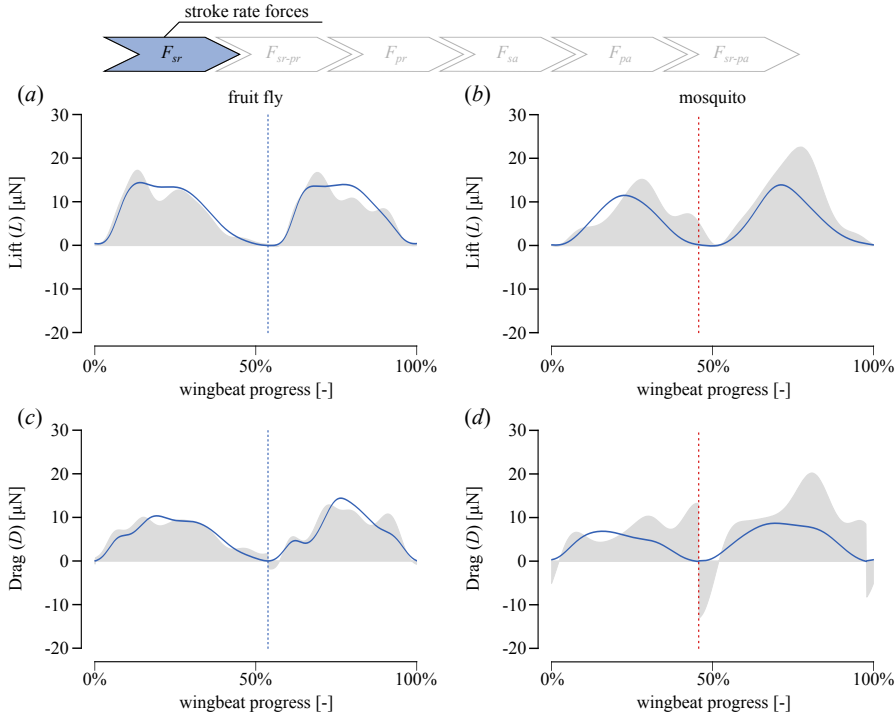 stroke rate forces
F_sr F_sr-pr F_pr F_sa F_pa F_sr-pa
(a) fruit fly
30
20
10
0
-10
-20
Lift (L) [µN]
0% 50% 100%
wingbeat progress [-]
(b) mosquito
30
20
10
0
-10
-20
Lift (L) [µN]
0% 50% 100%
wingbeat progress [-]
(c)
30
20
10
0
-10
-20
Drag (D) [µN]
0% 50% 100%
wingbeat progress [-]
(d)
30
20
10
0
-10
-20
Drag (D) [µN]
0% 50% 100%
wingbeat progress [-]